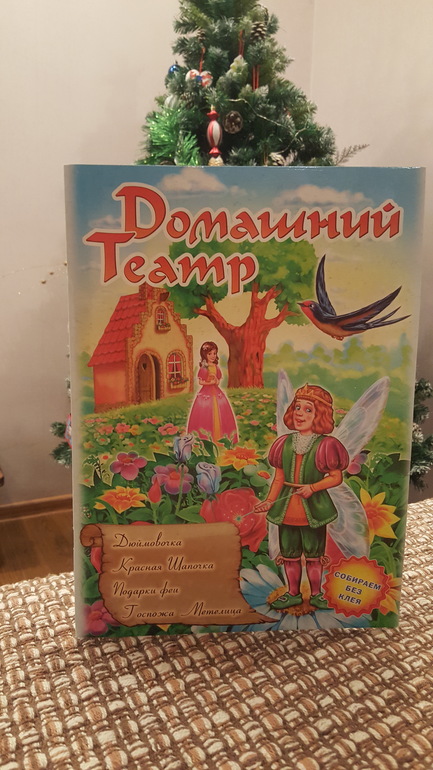 Домашний
Театр
Дюймовочка
Красная Шапочка
Подарки феи
Госпожа Метелица
СОБИРАЕМ
БЕЗ
КЛЕЯ